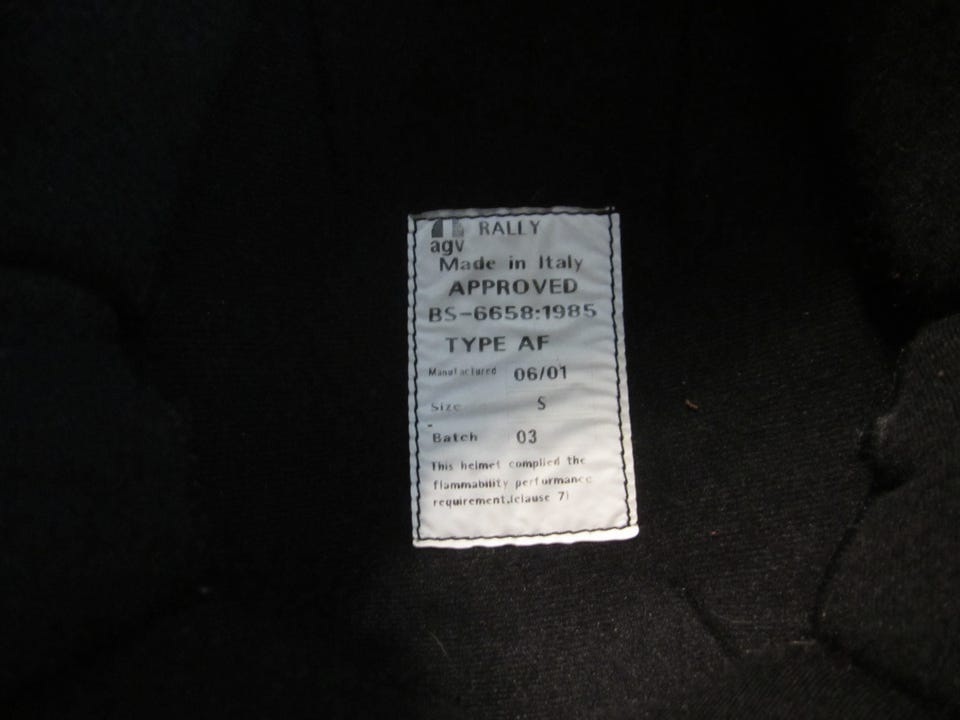 RALLY
agv
Made in Italy
APPROVED
BS-6658:1985
TYPE AF
Manufactured 06/01
Size S
Batch 03
This helmet complied the
flammability performance
requirement.(clause 7)